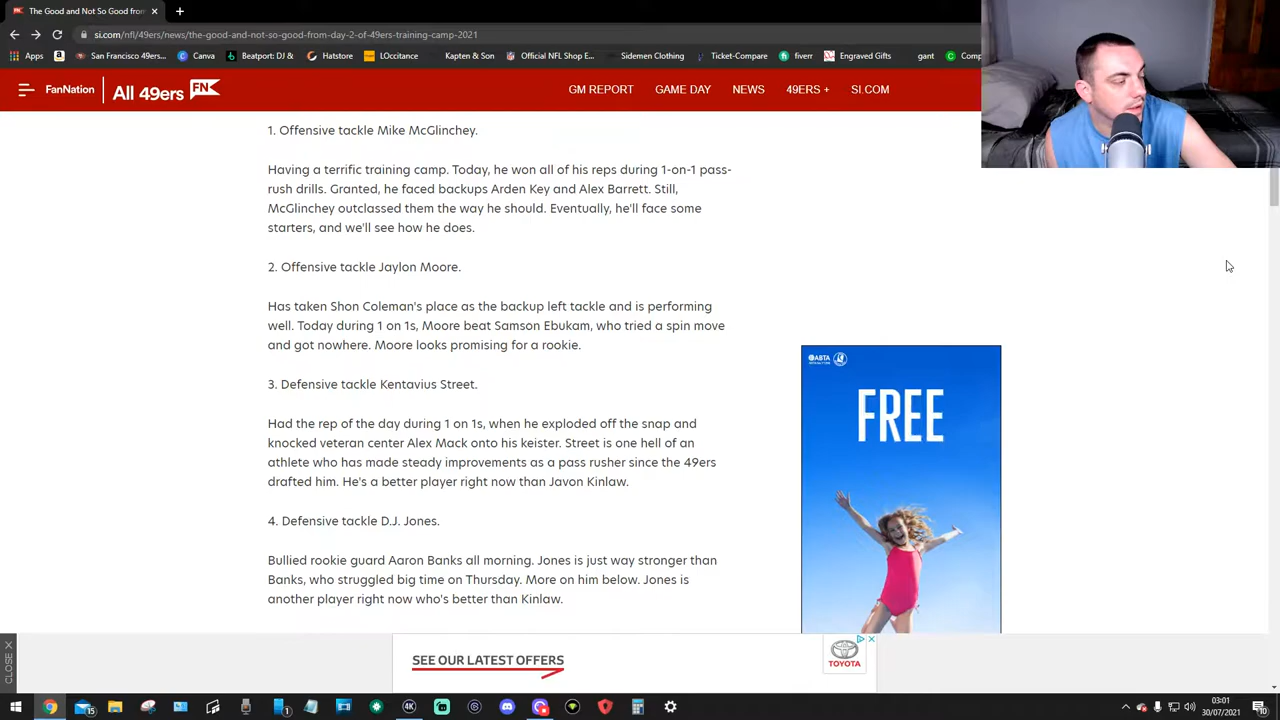 The Good and Not So Good from
si.com/nfl/49ers/news/the-good-and-not-so-good-from-day-2-of-49ers-training-camp-2021
Apps San Francisco 49ers... Canva Beatport: DJ & Hatstore LOccitance Kapten & Son Official NFL Shop E... Sidemen Clothing Ticket-Compare fiverr Engraved Gifts gant Comp
FanNation All 49ers FN GM REPORT GAME DAY NEWS 49ERS + SI.COM
1. Offensive tackle Mike McGlinchey.
Having a terrific training camp. Today, he won all of his reps during 1-on-1 pass-
rush drills. Granted, he faced backups Arden Key and Alex Barrett. Still,
McGlinchey outclassed them the way he should. Eventually, he'll face some
starters, and we'll see how he does.
2. Offensive tackle Jaylon Moore.
Has taken Shon Coleman's place as the backup left tackle and is performing
well. Today during 1 on 1s, Moore beat Samson Ebukam, who tried a spin move
and got nowhere. Moore looks promising for a rookie.
3. Defensive tackle Kentavius Street.
Had the rep of the day during 1 on 1s, when he exploded off the snap and
knocked veteran center Alex Mack onto his keister. Street is one hell of an
athlete who has made steady improvements as a pass rusher since the 49ers
drafted him. He's a better player right now than Javon Kinlaw.
4. Defensive tackle D.J. Jones.
Bullied rookie guard Aaron Banks all morning. Jones is just way stronger than
Banks, who struggled big time on Thursday. More on him below. Jones is
another player right now who's better than Kinlaw.
ABTA
FREE
CLOSE X
SEE OUR LATEST OFFERS
TOYOTA
15
4K
03:01
30/07/2021
10